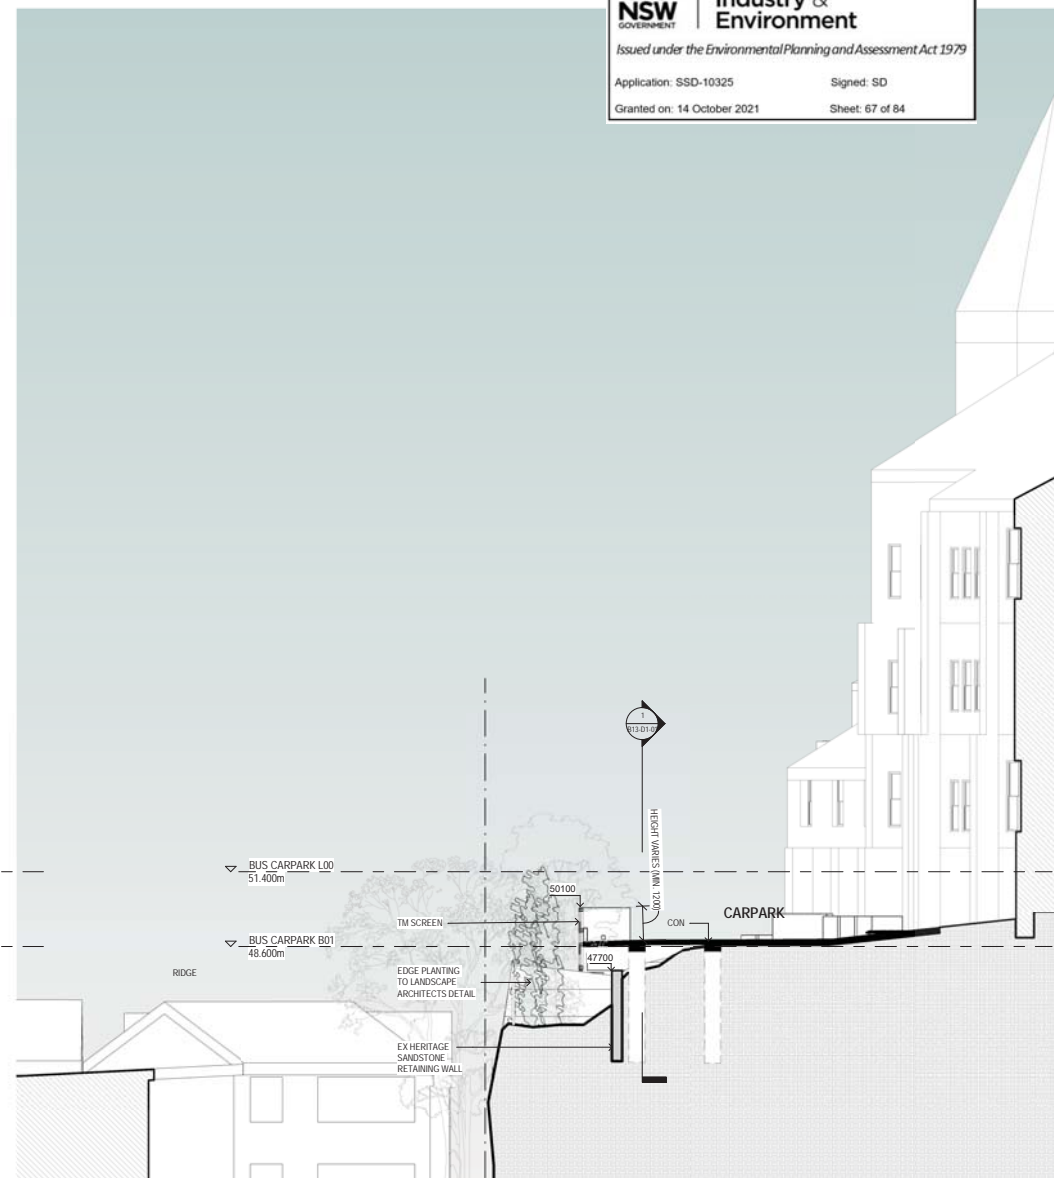 NSW
GOVERNMENT
Industry &
Environment
Issued under the Environmental Planning and Assessment Act 1979
Application: SSD-10325
Signed: SD
Granted on: 14 October 2021
Sheet: 67 of 84
1
HEIGHT VARIES (MIN. 1200)
BUS CARPARK L00
51.400m
50100
TM SCREEN
CON
CARPARK
BUS CARPARK B01
48.600m
47700
RIDGE
EDGE PLANTING
TO LANDSCAPE
ARCHITECTS DETAIL
EX HERITAGE
SANDSTONE
RETAINING WALL